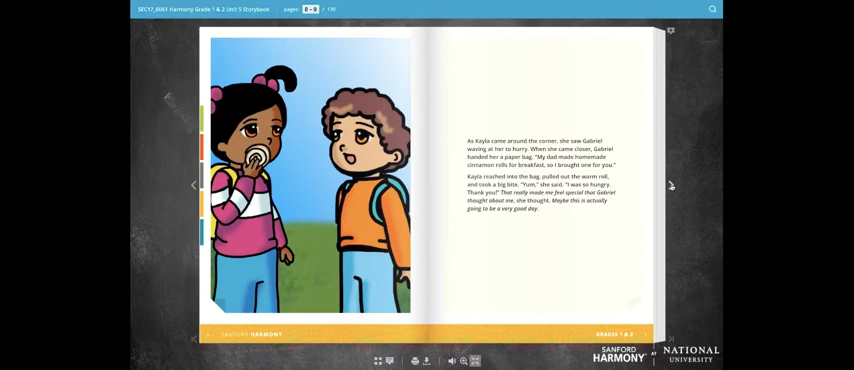 SEC17_6061 Harmony Grade 1 & 2 Unit 5 Storybook
pages: 8 - 9 / 130
As Kayla came around the corner, she saw Gabriel
waving at her to hurry. When she came closer, Gabriel
handed her a paper bag. "My dad made homemade
cinnamon rolls for breakfast, so I brought one for you."
Kayla reached into the bag, pulled out the warm roll,
and took a big bite. "Yum," she said, "I was so hungry.
Thank you!" That really made me feel special that Gabriel
thought about me, she thought. Maybe this is actually
going to be a very good day.
SANFORD HARMONY
GRADES 1 & 2
SANFORD
HARMONY AT NATIONAL
UNIVERSITY